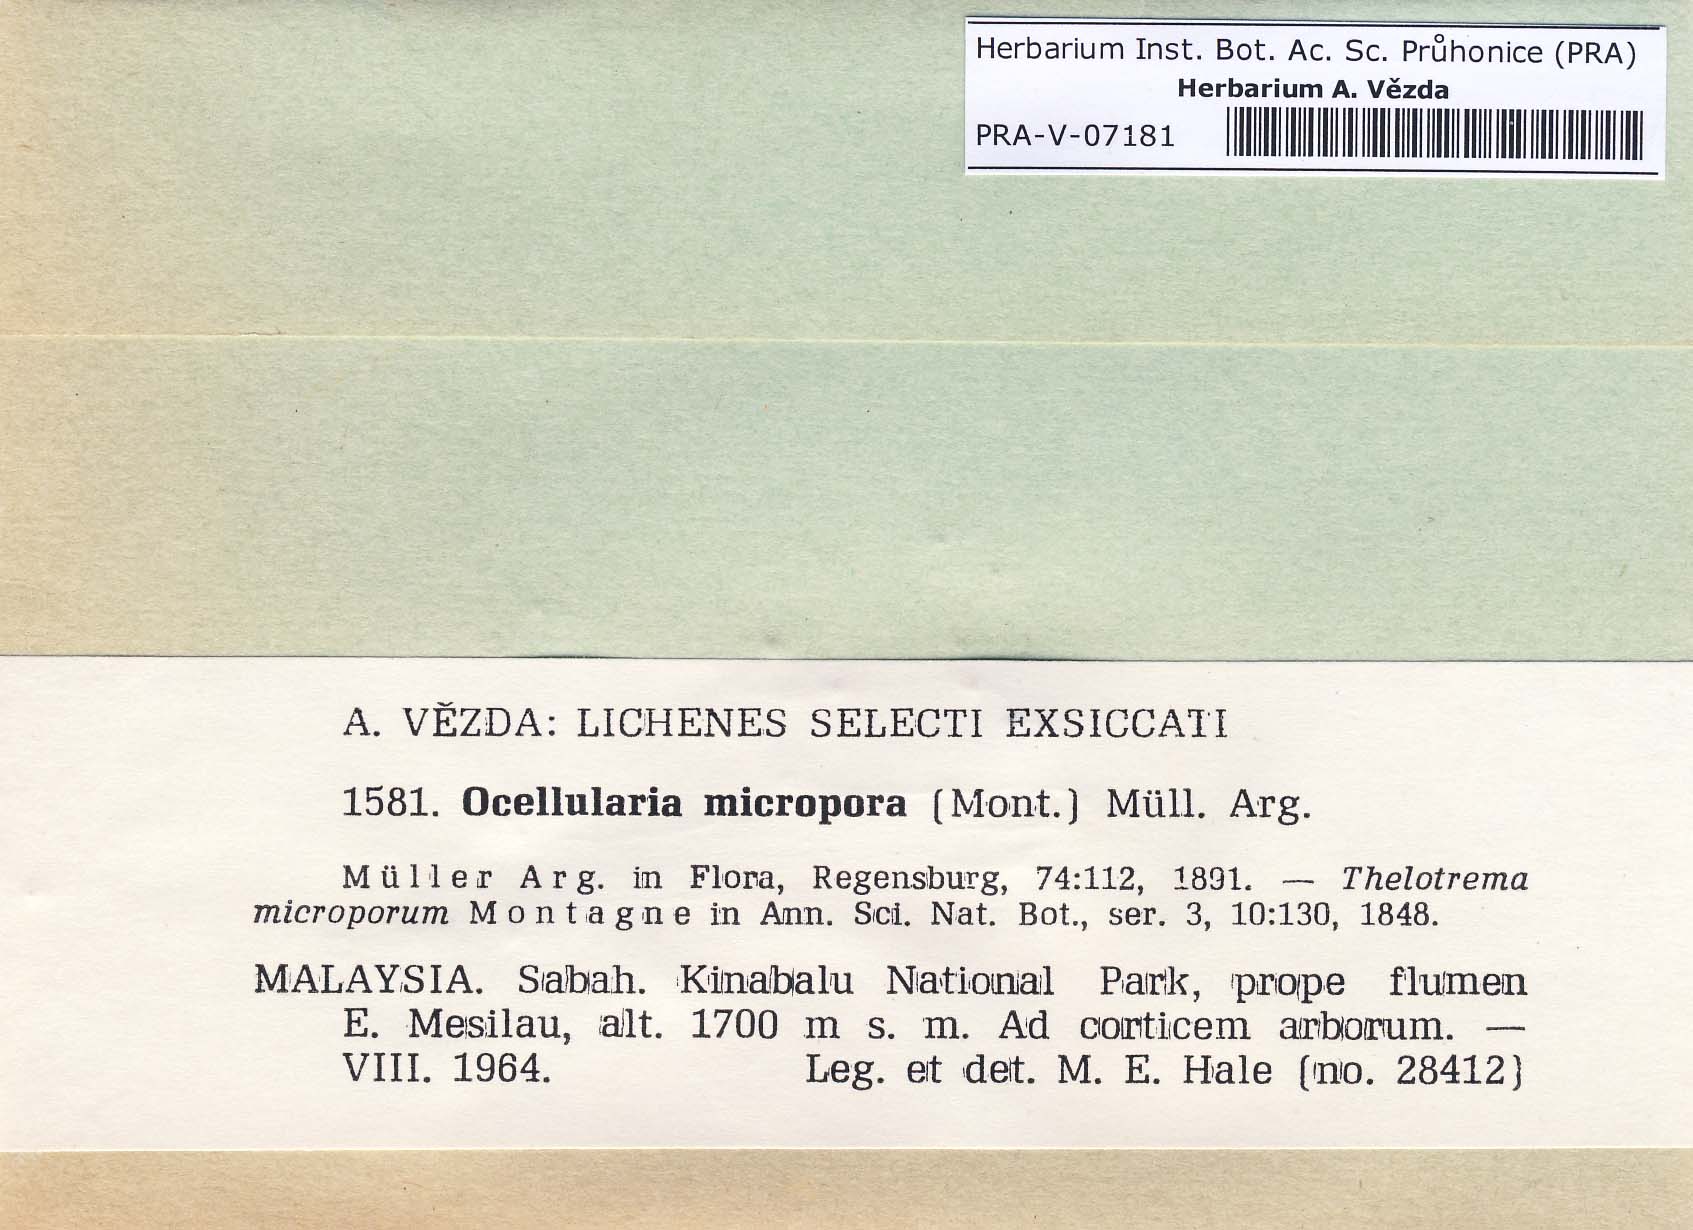 Herbarium Inst. Bot. Ac. Sc. Průhonice (PRA)
Herbarium A. Vězda
PRA-V-07181
A. VĚZDA: LICHENES SELECTI EXSICCATI
1581. Ocellularia micropora (Mont.) Müll. Arg.
Müller Arg. in Flora, Regensburg, 74:112, 1891. — Thelotrema
microporum Montagne in Ann. Sci. Nat. Bot., ser. 3, 10:130, 1848.
MALAYSIA. Sabah. Kinabalu National Park, prope flumen
E. Mesilau, alt. 1700 m s. m. Ad corticem arborum. —
VIII. 1964. Leg. et det. M. E. Hale (no. 28412)